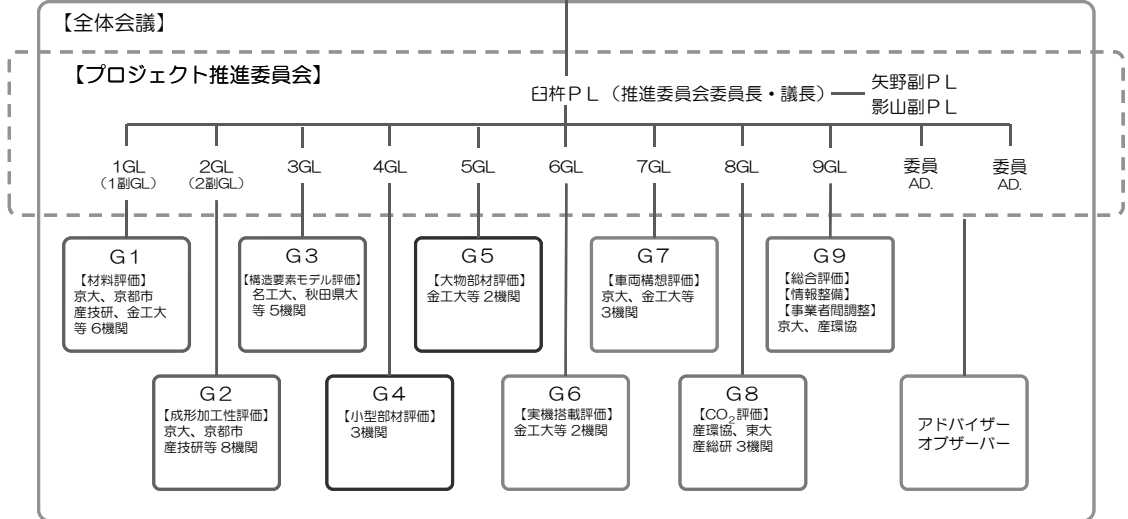 【全体会議】
【プロジェクト推進委員会】
臼杵PL（推進委員会委員長・議長）
矢野副PL
影山副PL
1GL
（1副GL）
2GL
（2副GL）
3GL
4GL
5GL
6GL
7GL
8GL
9GL
委員
AD.
委員
AD.
G1
【材料評価】
京大、京都市
産技研、金工大
等 6機関
G3
【構造要素モデル評価】
名工大、秋田県大
等 5機関
G5
【大物部材評価】
金工大等 2機関
G7
【車両構想評価】
京大、金工大等
3機関
G9
【総合評価】
【情報整備】
【事業者間調整】
京大、産環協
G2
【成形加工性評価】
京大、京都市
産技研等 8機関
G4
【小型部材評価】
3機関
G6
【実機搭載評価】
金工大等 2機関
G8
【CO2評価】
産環協、東大
産総研 3機関
アドバイザー
オブザーバー